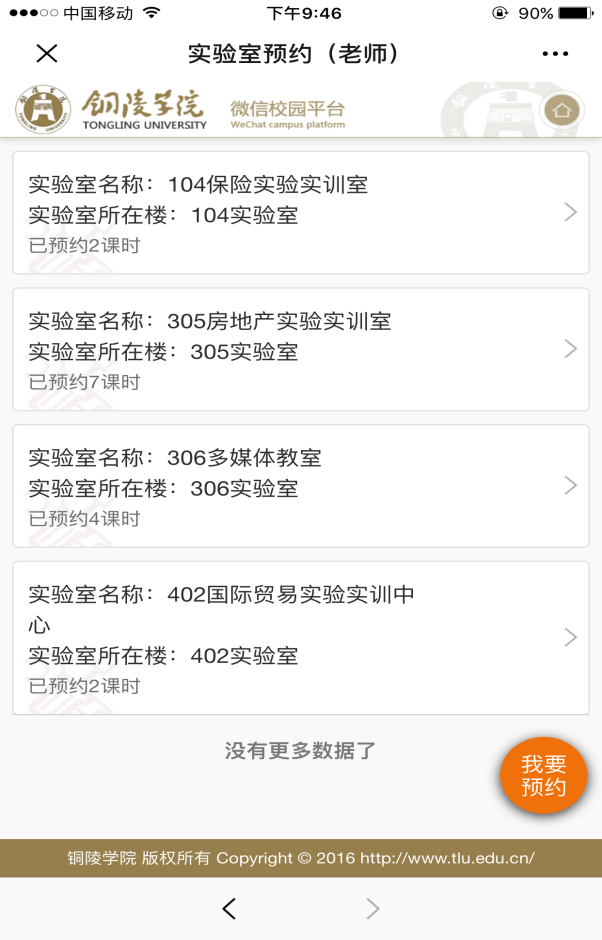 中国移动 下午9:46 90%
实验室预约（老师）
铜陵学院 微信校园平台
TONGLING UNIVERSITY WeChat campus platform
实验室名称：104保险实验实训室
实验室所在楼：104实验室
已预约2课时
实验室名称：305房地产实验实训室
实验室所在楼：305实验室
已预约7课时
实验室名称：306多媒体教室
实验室所在楼：306实验室
已预约4课时
实验室名称：402国际贸易实验实训中
心
实验室所在楼：402实验室
已预约2课时
没有更多数据了
我要
预约
铜陵学院 版权所有 Copyright © 2016 http://www.tlu.edu.cn/